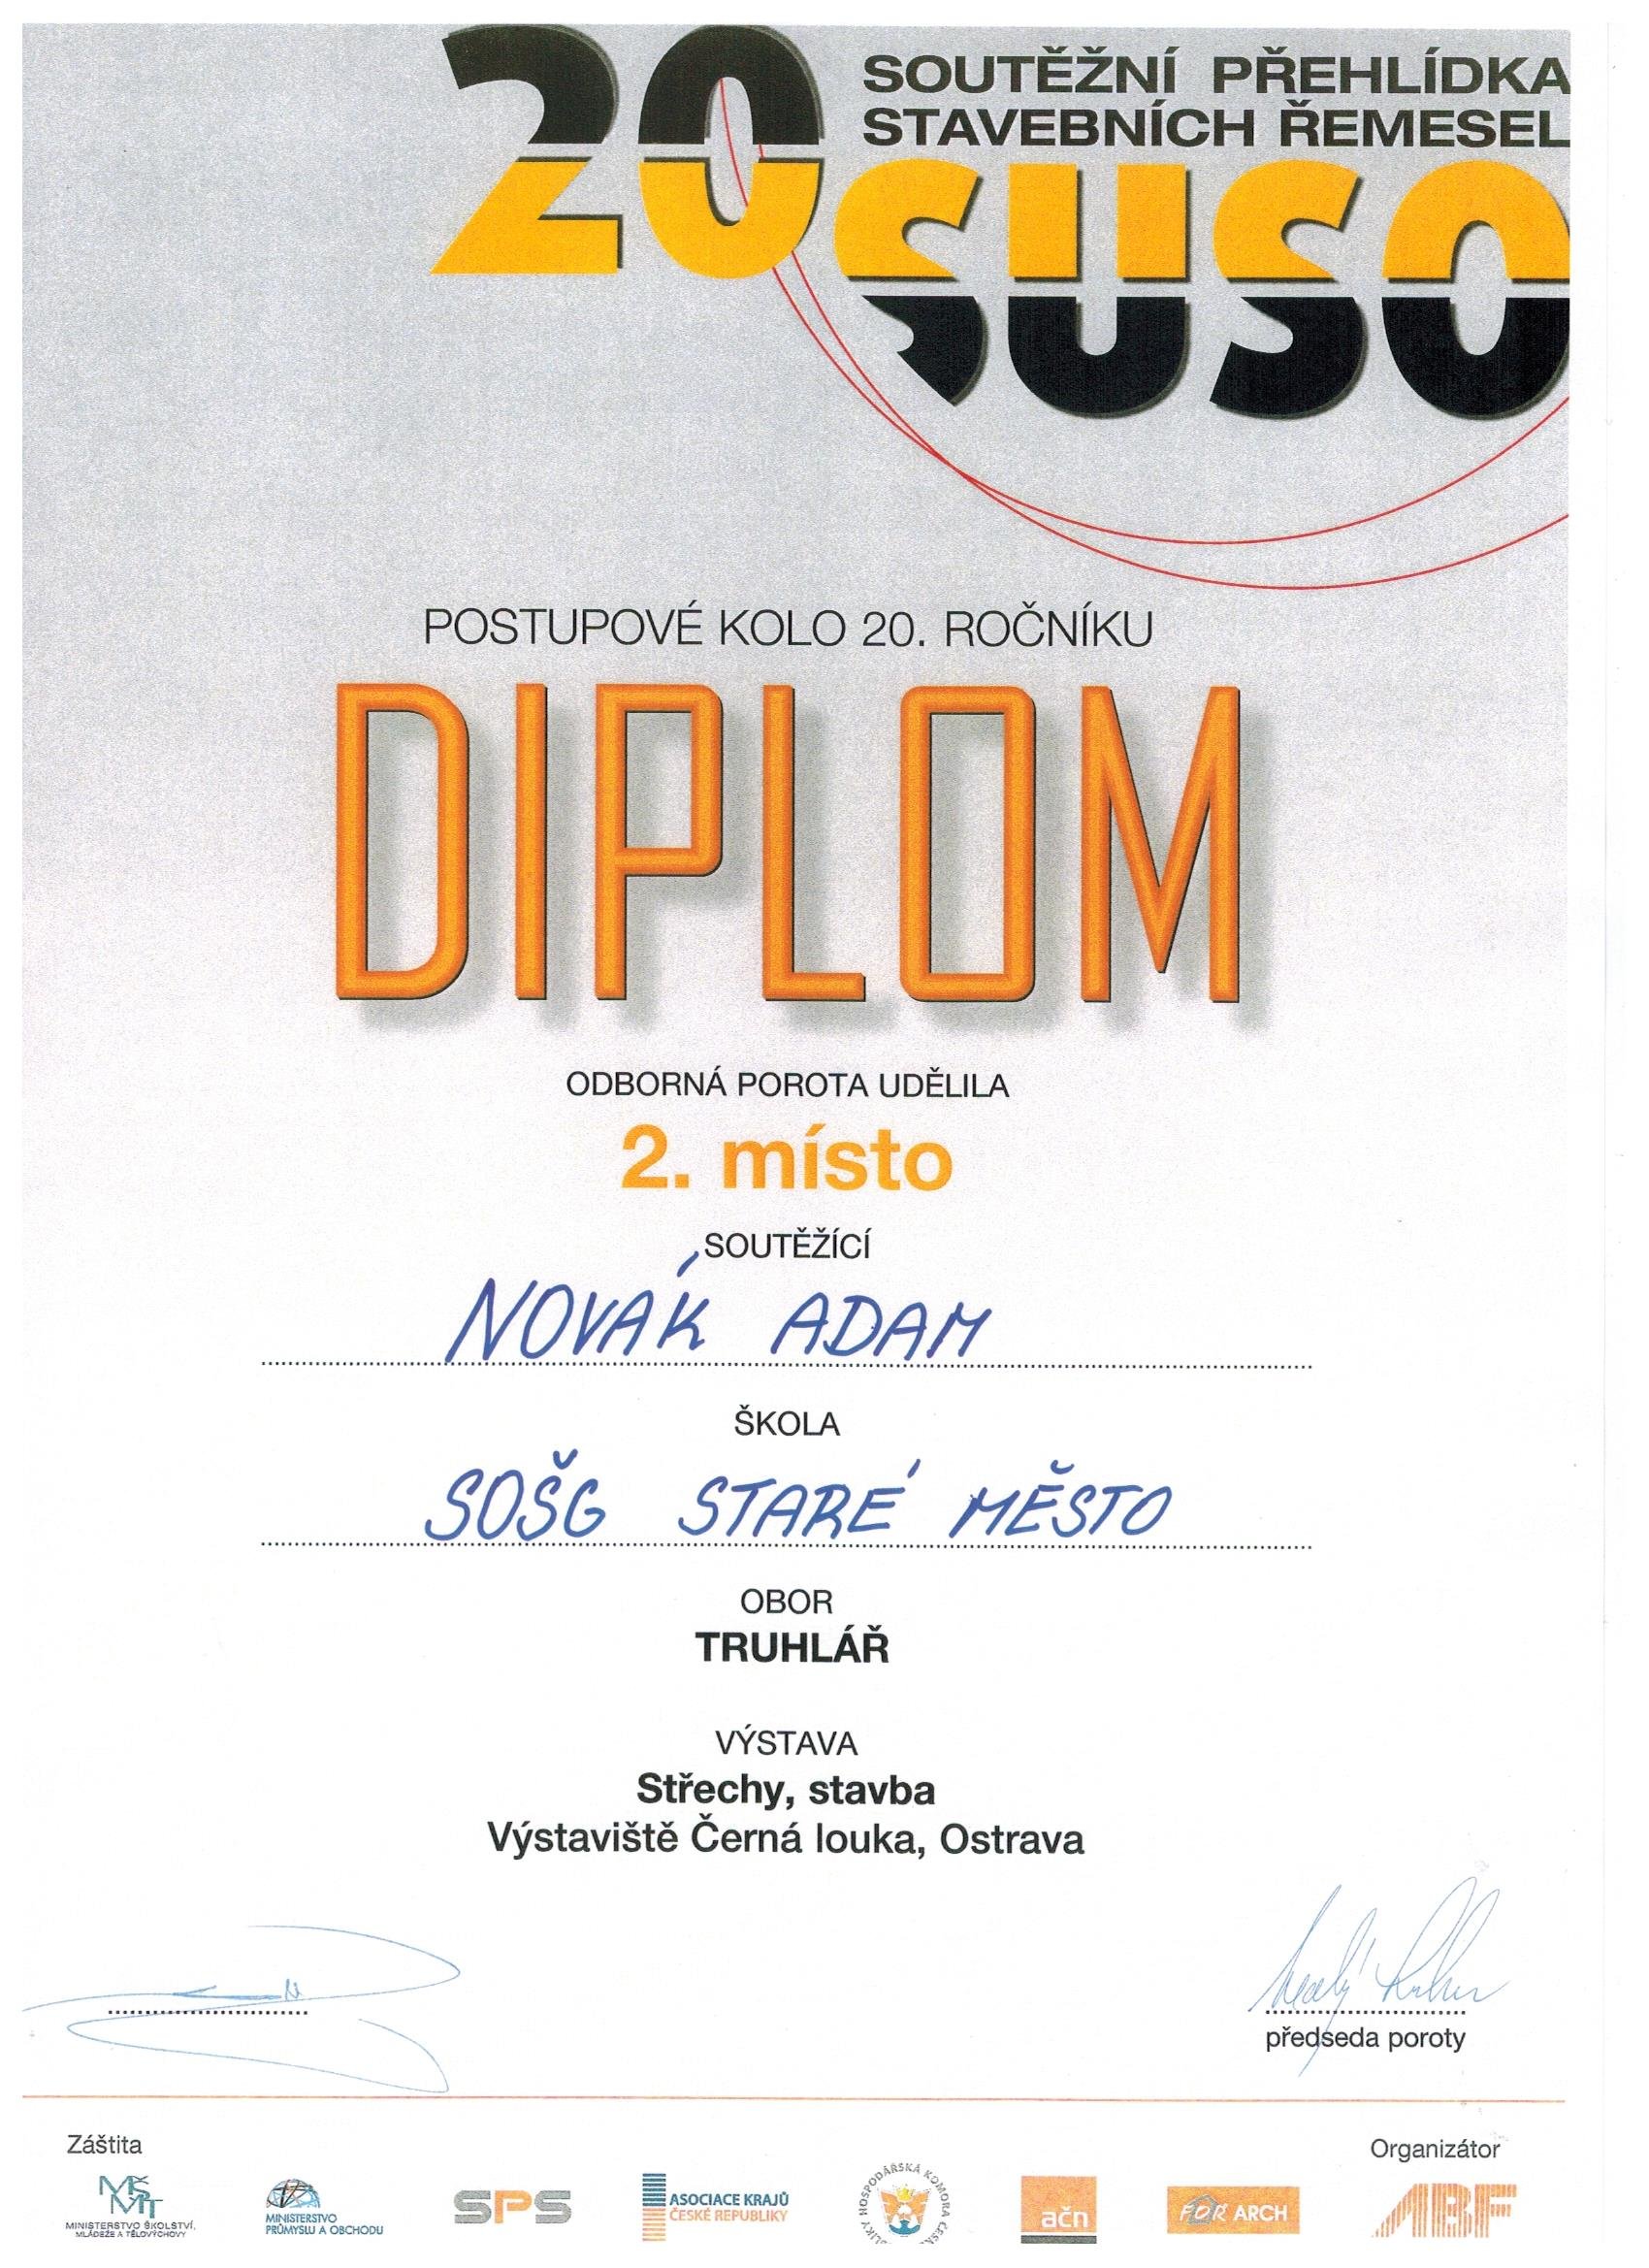 20
SOUTĚŽNÍ PŘEHLÍDKA
STAVEBNÍCH ŘEMESEL
SUSO
POSTUPOVÉ KOLO 20. ROČNÍKU
DIPLOM
ODBORNÁ POROTA UDĚLILA
2. místo
SOUTĚŽÍCÍ
NOVÁK ADAM
ŠKOLA
SOŠG STARÉ MĚSTO
OBOR
TRUHLÁŘ
VÝSTAVA
Střechy, stavba
Výstaviště Černá louka, Ostrava
předseda poroty
Záštita
Organizátor
MŠMT
MINISTERSTVO ŠKOLSTVÍ,
MLÁDEŽE A TĚLOVÝCHOVY
MINISTERSTVO
PRŮMYSLU A OBCHODU
SPS
ASOCIACE KRAJŮ
ČESKÉ REPUBLIKY
HOSPODÁŘSKÁ KOMORA
ačn
FOR ARCH
ABF